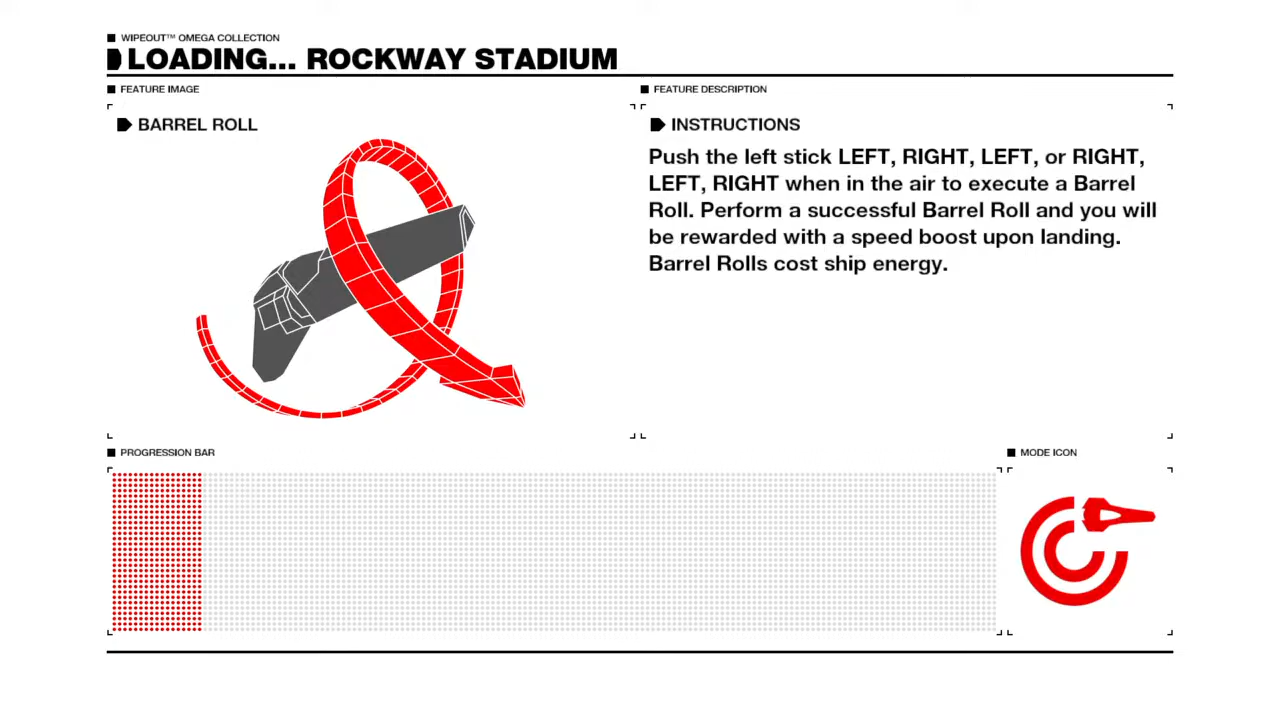 WIPEOUT™ OMEGA COLLECTION
LOADING... ROCKWAY STADIUM
FEATURE IMAGE
FEATURE DESCRIPTION
BARREL ROLL
INSTRUCTIONS
Push the left stick LEFT, RIGHT, LEFT, or RIGHT,
LEFT, RIGHT when in the air to execute a Barrel
Roll. Perform a successful Barrel Roll and you will
be rewarded with a speed boost upon landing.
Barrel Rolls cost ship energy.
PROGRESSION BAR
MODE ICON